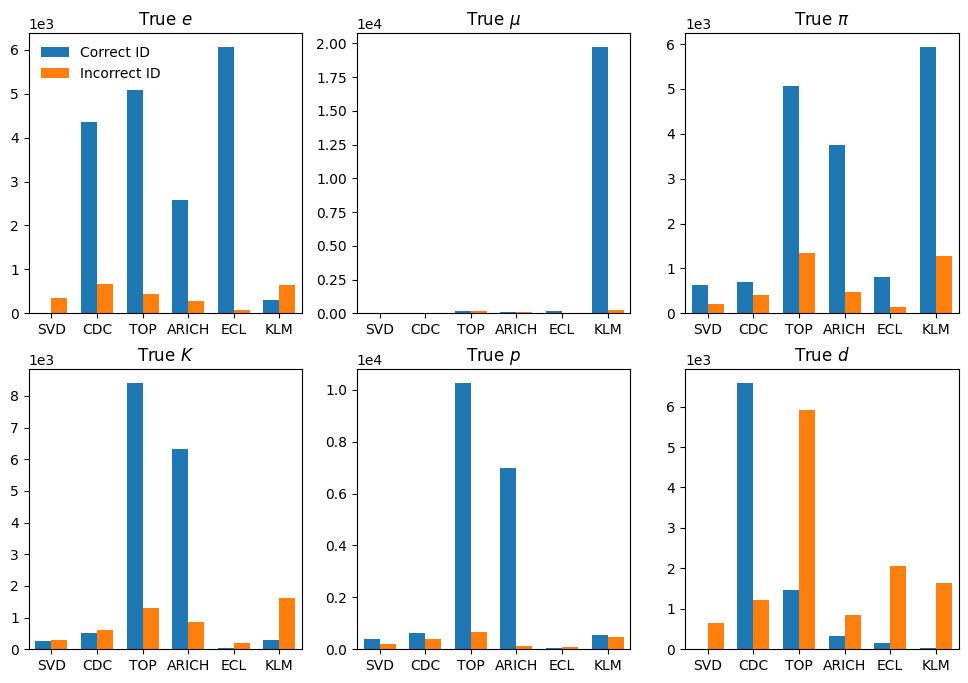 True e
1e3
6
5
4
3
2
1
0
Correct ID
Incorrect ID
SVD CDC TOP ARICH ECL KLM
True μ
1e4
2.00
1.75
1.50
1.25
1.00
0.75
0.50
0.25
0.00
SVD CDC TOP ARICH ECL KLM
True π
1e3
6
5
4
3
2
1
0
SVD CDC TOP ARICH ECL KLM
True K
1e3
8
7
6
5
4
3
2
1
0
SVD CDC TOP ARICH ECL KLM
True p
1e4
1.0
0.8
0.6
0.4
0.2
0.0
SVD CDC TOP ARICH ECL KLM
True d
1e3
6
5
4
3
2
1
0
SVD CDC TOP ARICH ECL KLM